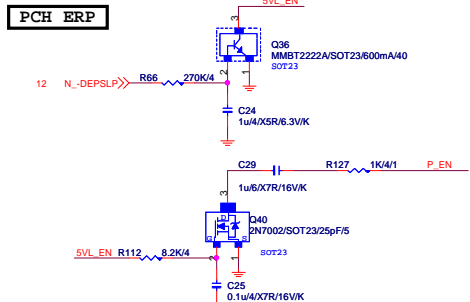 5VL_EN
PCH ERP
3
Q36
MMBT2222A/SOT23/600mA/40
SOT23
2
1
12 N_-DEPSLP R66 270K/4
C24
1u/4/X5R/6.3V/K
C29 R127 1K/4/1 P_EN
1u/6/X7R/16V/K
3
Q40
D
2N7002/SOT23/25pF/5
G S
SOT23
5VL_EN R112 8.2K/4
2
1
C25
0.1u/4/X7R/16V/K